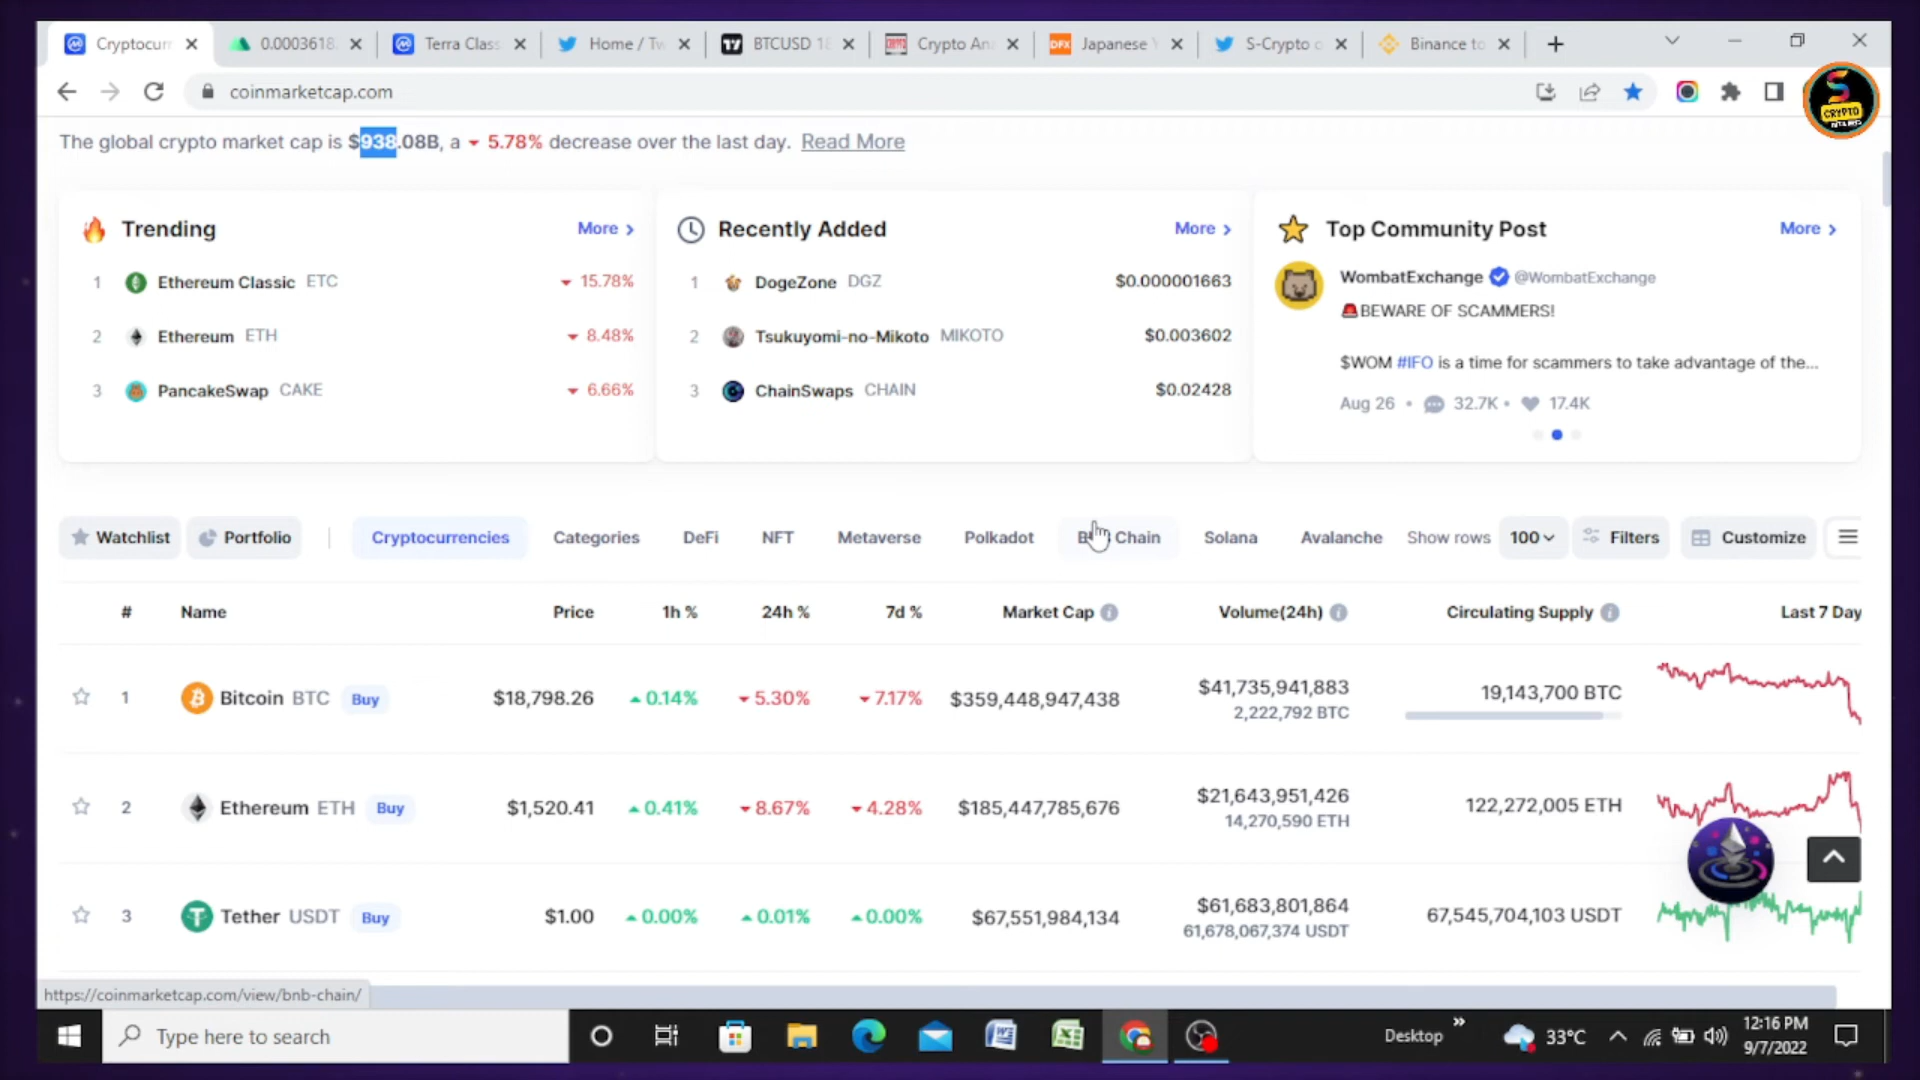 Cryptocurr
0.0003618
Terra Clas
Home / Tw
BTCUSD 18
Crypto An
Japanese Y
S-Crypto o
Binance to
coinmarketcap.com
CRYPTO
The global crypto market cap is $938.08B, a 5.78% decrease over the last day. Read More
Trending
More
1 Ethereum Classic ETC 15.78%
2 Ethereum ETH 8.48%
3 PancakeSwap CAKE 6.66%
Recently Added
More
1 DogeZone DGZ $0.000001663
2 Tsukuyomi-no-Mikoto MIKOTO $0.003602
3 ChainSwaps CHAIN $0.02428
Top Community Post
More
WombatExchange @WombatExchange
BEWARE OF SCAMMERS!
$WOM #IFO is a time for scammers to take advantage of the...
Aug 26 • 32.7K • 17.4K
Watchlist Portfolio Cryptocurrencies Categories DeFi NFT Metaverse Polkadot Chain Solana Avalanche Show rows 100 Filters Customize
# Name Price 1h % 24h % 7d % Market Cap Volume(24h) Circulating Supply Last 7 Day
1 Bitcoin BTC Buy $18,798.26 0.14% 5.30% 7.17% $359,448,947,438 $41,735,941,883 19,143,700 BTC
2,222,792 BTC
2 Ethereum ETH Buy $1,520.41 0.41% 8.67% 4.28% $185,447,785,676 $21,643,951,426 122,272,005 ETH
14,270,590 ETH
3 Tether USDT Buy $1.00 0.00% 0.01% 0.00% $67,551,984,134 $61,683,801,864 67,545,704,103 USDT
61,678,067,374 USDT
https://coinmarketcap.com/view/bnb-chain/
Type here to search
Desktop
33°C
12:16 PM
9/7/2022